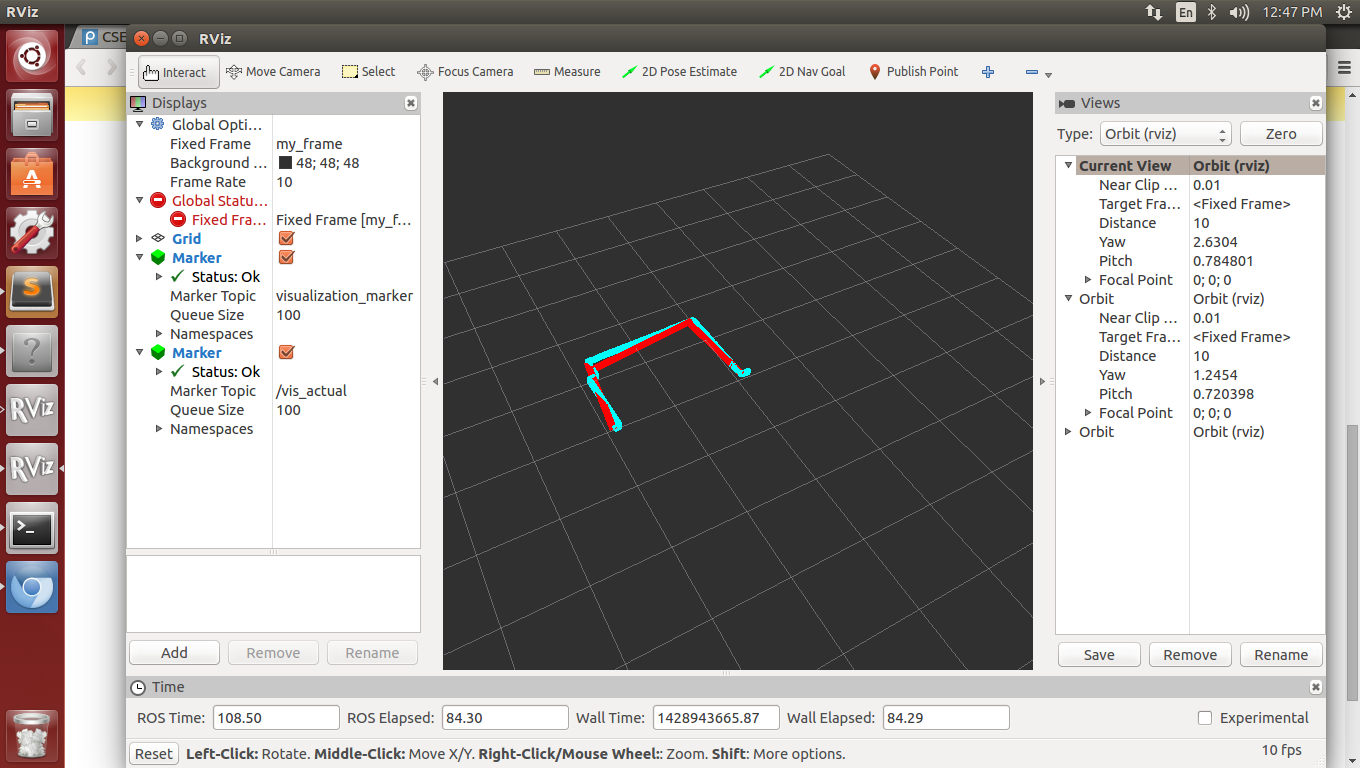 RViz
En
12:47 PM
CSE
RViz
Interact Move Camera Select Focus Camera Measure 2D Pose Estimate 2D Nav Goal Publish Point
Displays
Global Opti...
Fixed Frame my_frame
Background ... 48; 48; 48
Frame Rate 10
Global Statu...
Fixed Fra... Fixed Frame [my_f...
Grid
Marker
Status: Ok
Marker Topic visualization_marker
Queue Size 100
Namespaces
Marker
Status: Ok
Marker Topic /vis_actual
Queue Size 100
Namespaces
Add Remove Rename
Views
Type: Orbit (rviz) Zero
Current View Orbit (rviz)
Near Clip ... 0.01
Target Fra... <Fixed Frame>
Distance 10
Yaw 2.6304
Pitch 0.784801
Focal Point 0; 0; 0
Orbit Orbit (rviz)
Near Clip ... 0.01
Target Fra... <Fixed Frame>
Distance 10
Yaw 1.2454
Pitch 0.720398
Focal Point 0; 0; 0
Orbit Orbit (rviz)
Save Remove Rename
Time
ROS Time: 108.50 ROS Elapsed: 84.30 Wall Time: 1428943665.87 Wall Elapsed: 84.29 Experimental
Reset Left-Click: Rotate. Middle-Click: Move X/Y. Right-Click/Mouse Wheel:: Zoom. Shift: More options. 10 fps
RViz
RViz